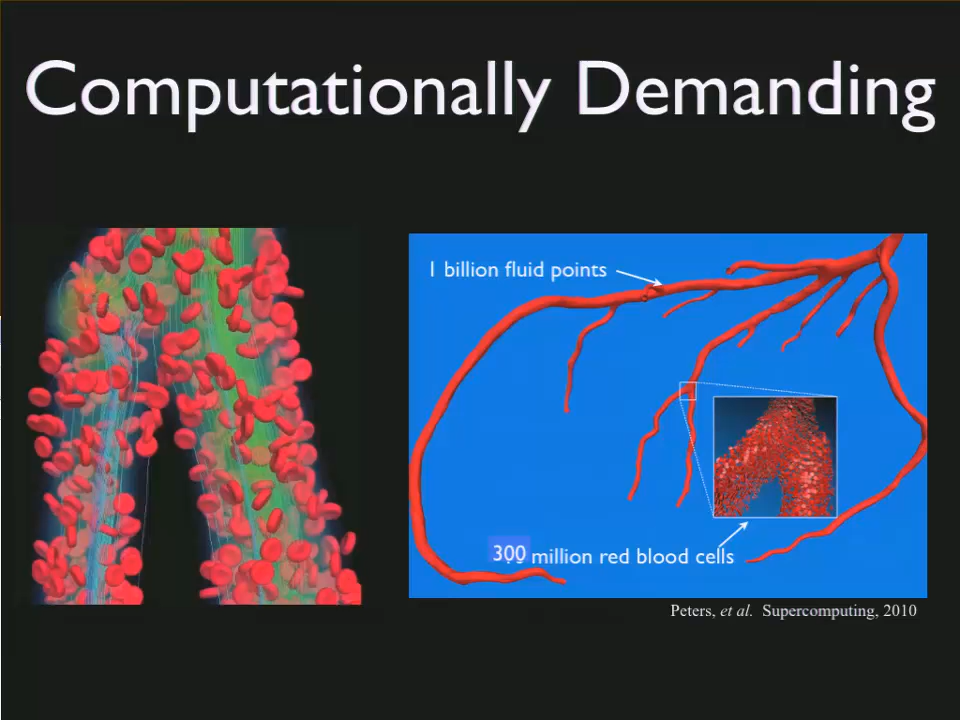 Computationally Demanding
1 billion fluid points
300 million red blood cells
Peters, et al. Supercomputing, 2010